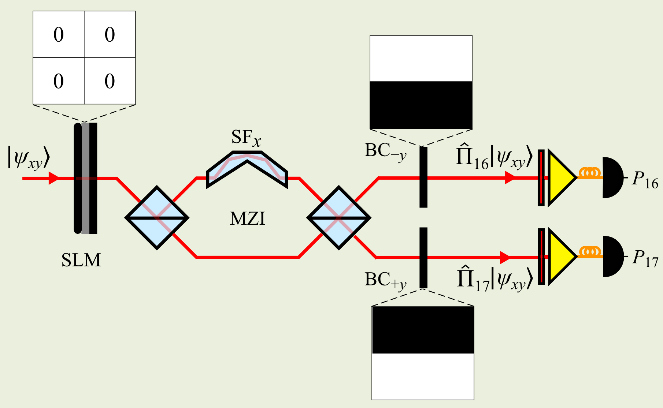 0 0
0 0
|ψxy⟩
SLM
SFx
MZI
BC−y
Π̂16|ψxy⟩
P16
BC+y
Π̂17|ψxy⟩
P17